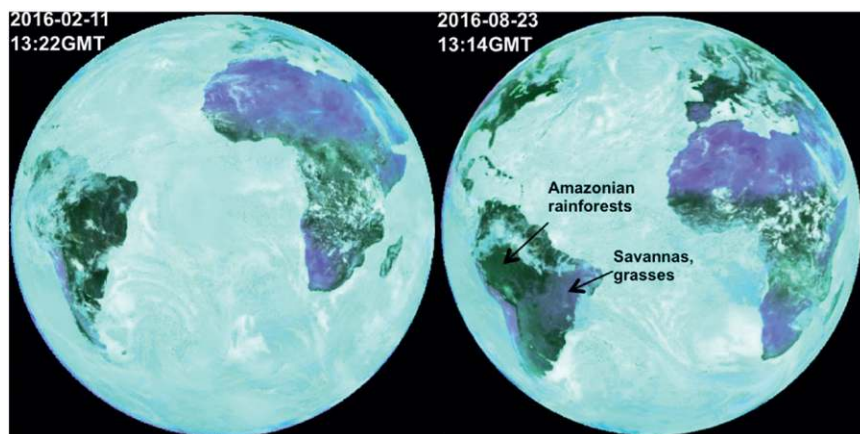 2016-02-11
13:22GMT
2016-08-23
13:14GMT
Amazonian
rainforests
Savannas,
grasses